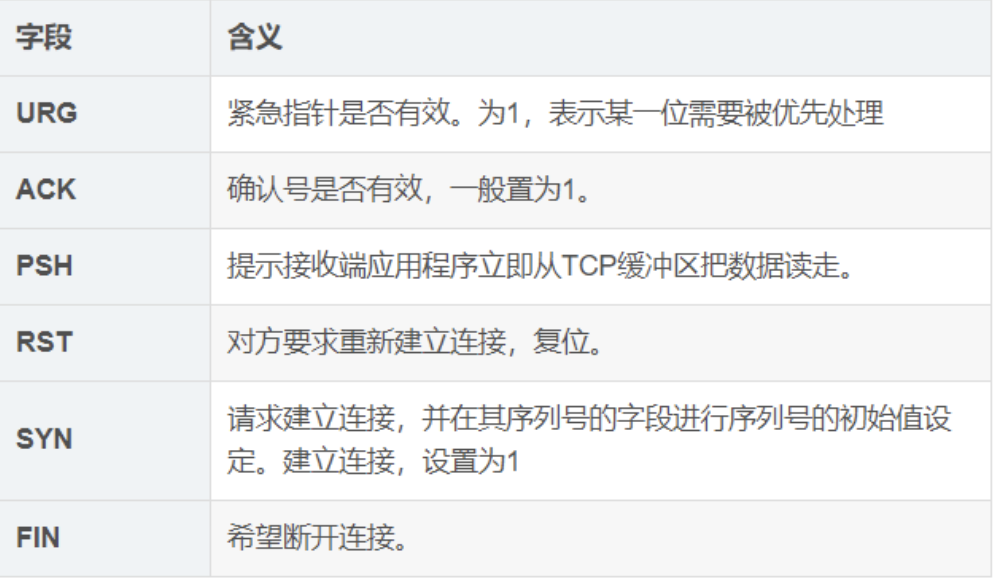 字段 含义
URG 紧急指针是否有效。为1，表示某一位需要被优先处理
ACK 确认号是否有效，一般置为1。
PSH 提示接收端应用程序立即从TCP缓冲区把数据读走。
RST 对方要求重新建立连接，复位。
SYN 请求建立连接，并在其序列号的字段进行序列号的初始值设
定。建立连接，设置为1
FIN 希望断开连接。